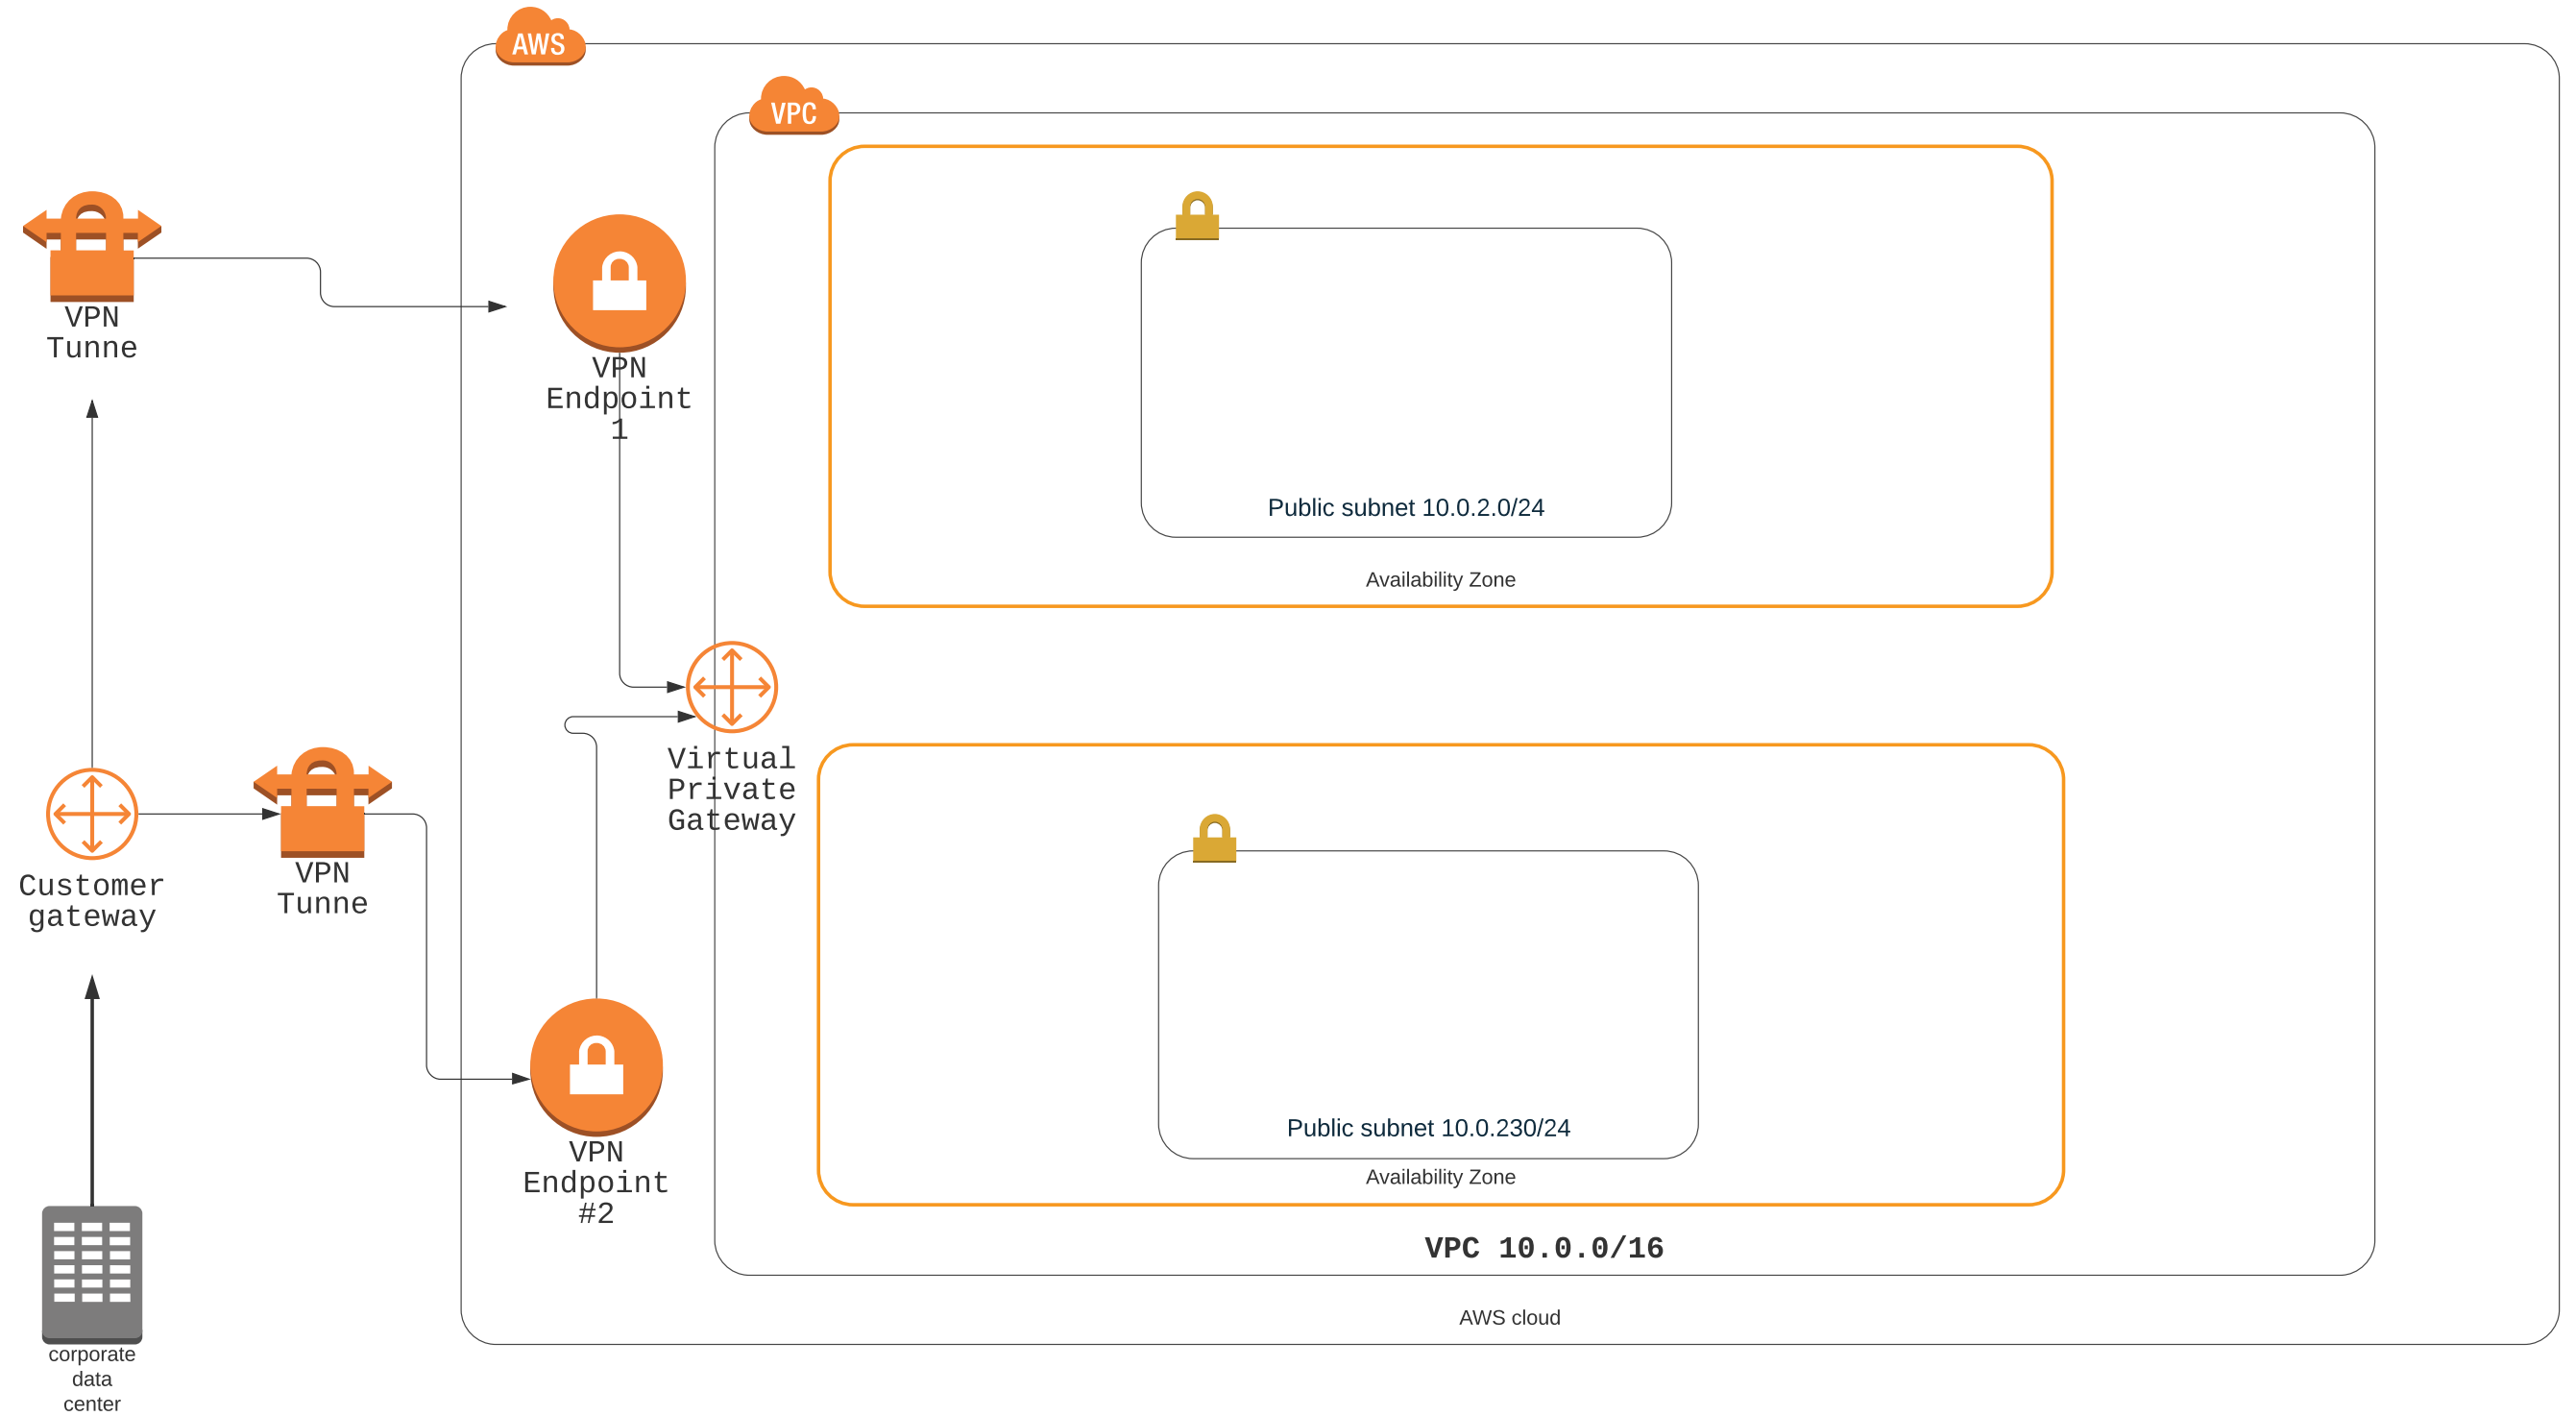 AWS
VPC
VPN
Tunne
VPN
Endpoint
1
Public subnet 10.0.2.0/24
Availability Zone
Virtual
Private
Gateway
Customer
gateway
VPN
Tunne
VPN
Endpoint
#2
Public subnet 10.0.230/24
Availability Zone
VPC 10.0.0/16
AWS cloud
corporate
data
center